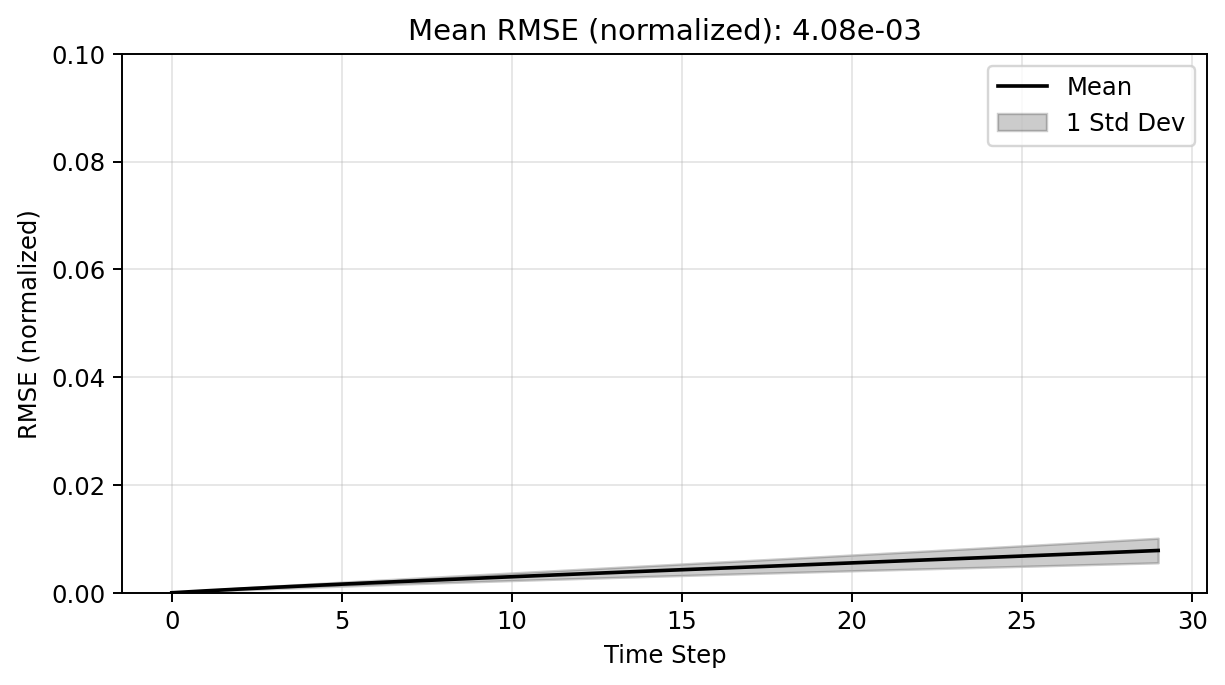 Mean RMSE (normalized): 4.08e-03
0.10
0.08
0.06
0.04
0.02
0.00
RMSE (normalized)
Mean
1 Std Dev
0 5 10 15 20 25 30
Time Step